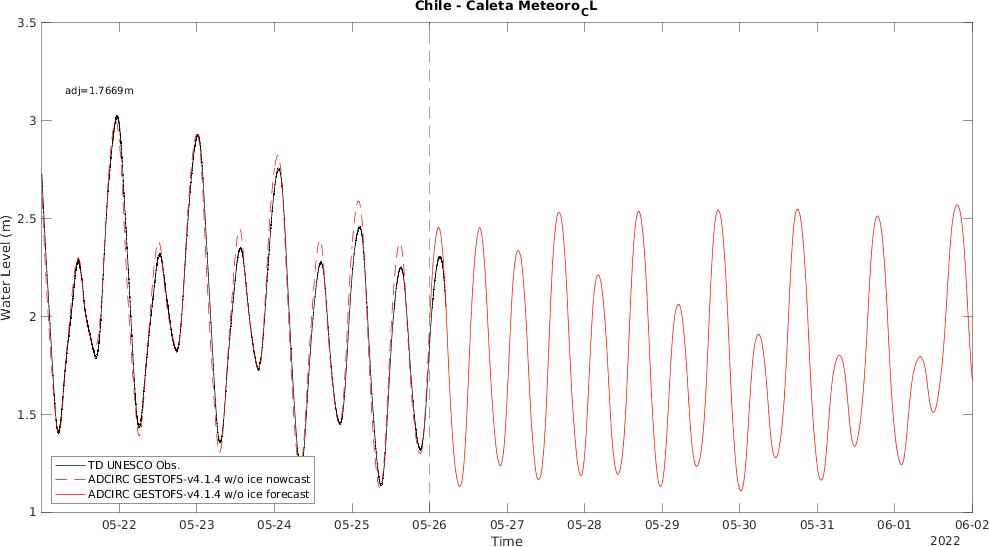 Chile - Caleta Meteoro_CL
3.5
adj=1.7669m
3
2.5
2
1.5
1
Water Level (m)
TD UNESCO Obs.
ADCIRC GESTOFS-v4.1.4 w/o ice nowcast
ADCIRC GESTOFS-v4.1.4 w/o ice forecast
05-22 05-23 05-24 05-25 05-26 05-27 05-28 05-29 05-30 05-31 06-01 06-02
Time
2022